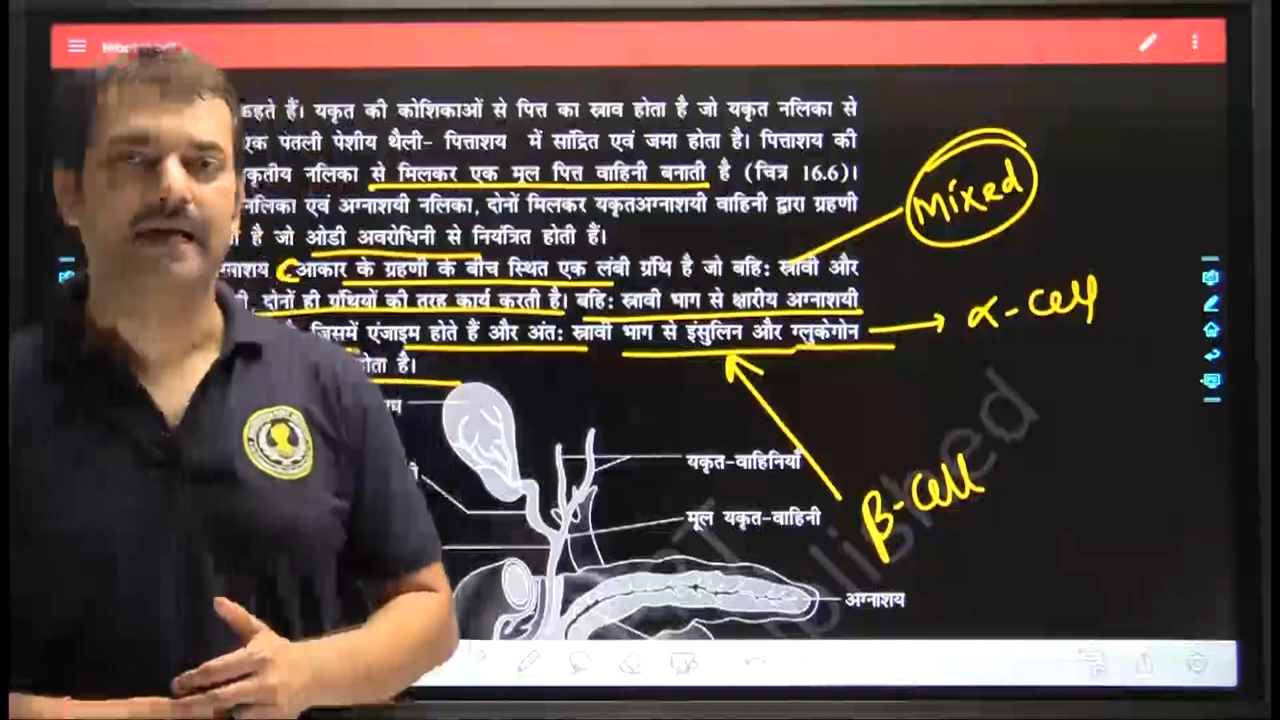 कहते हैं। यकृत की कोशिकाओं से पित्त का स्राव होता है जो यकृत नलिका से
एक पतली पेशीय थैली- पित्ताशय में सांद्रित एवं जमा होता है। पित्ताशय की
से मिलकर एक मूल पित्त वाहिनी बनाती है (चित्र 16.6)।
नलिका एवं अग्नाशयी नलिका, दोनों मिलकर यकृतअग्नाशयी वाहिनी द्वारा ग्रहणी
है जो ओडी अवरोधिनी से नियंत्रित होती हैं।
C आकार के ग्रहणी के बीच स्थित एक लंबी ग्रंथि है जो बहि: स्रावी और
दोनों ही ग्रंथियों की तरह कार्य करती है। बहि: स्रावी भाग से क्षारीय अग्नाशयी
जिसमें एंजाइम होते हैं और अंत: स्रावी भाग से इंसुलिन और ग्लुकेगोन
होता है।
Mixed
α-cell
β-cell
यकृत-वाहिनियाँ
मूल यकृत-वाहिनी
अग्नाशय